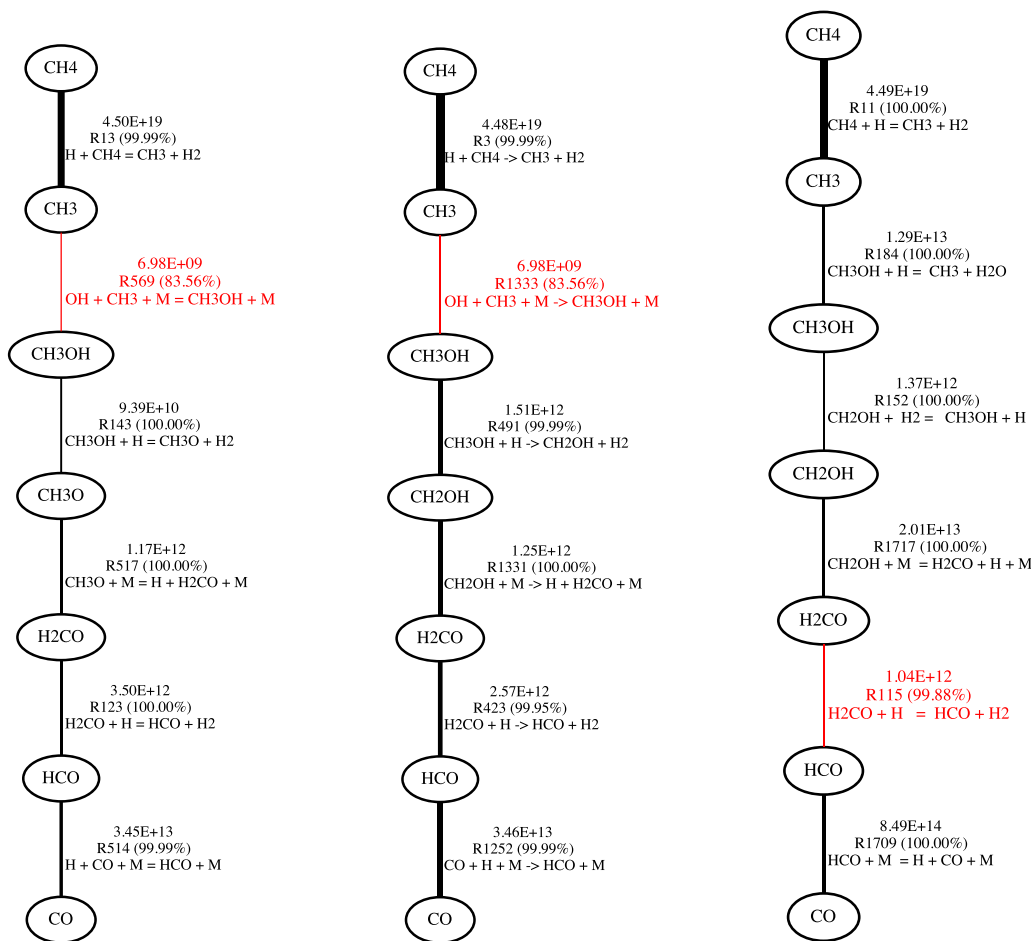 CH4
4.50E+19
R13 (99.99%)
H + CH4 = CH3 + H2
CH3
6.98E+09
R569 (83.56%)
OH + CH3 + M = CH3OH + M
CH3OH
9.39E+10
R143 (100.00%)
CH3OH + H = CH3O + H2
CH3O
1.17E+12
R517 (100.00%)
CH3O + M = H + H2CO + M
H2CO
3.50E+12
R123 (100.00%)
H2CO + H = HCO + H2
HCO
3.45E+13
R514 (99.99%)
H + CO + M = HCO + M
CO
CH4
4.48E+19
R3 (99.99%)
H + CH4 -> CH3 + H2
CH3
6.98E+09
R1333 (83.56%)
OH + CH3 + M -> CH3OH + M
CH3OH
1.51E+12
R491 (99.99%)
CH3OH + H -> CH2OH + H2
CH2OH
1.25E+12
R1331 (100.00%)
CH2OH + M -> H + H2CO + M
H2CO
2.57E+12
R423 (99.95%)
H2CO + H -> HCO + H2
HCO
3.46E+13
R1252 (99.99%)
CO + H + M -> HCO + M
CO
CH4
4.49E+19
R11 (100.00%)
CH4 + H = CH3 + H2
CH3
1.29E+13
R184 (100.00%)
CH3OH + H = CH3 + H2O
CH3OH
1.37E+12
R152 (100.00%)
CH2OH + H2 = CH3OH + H
CH2OH
2.01E+13
R1717 (100.00%)
CH2OH + M = H2CO + H + M
H2CO
1.04E+12
R115 (99.88%)
H2CO + H = HCO + H2
HCO
8.49E+14
R1709 (100.00%)
HCO + M = H + CO + M
CO